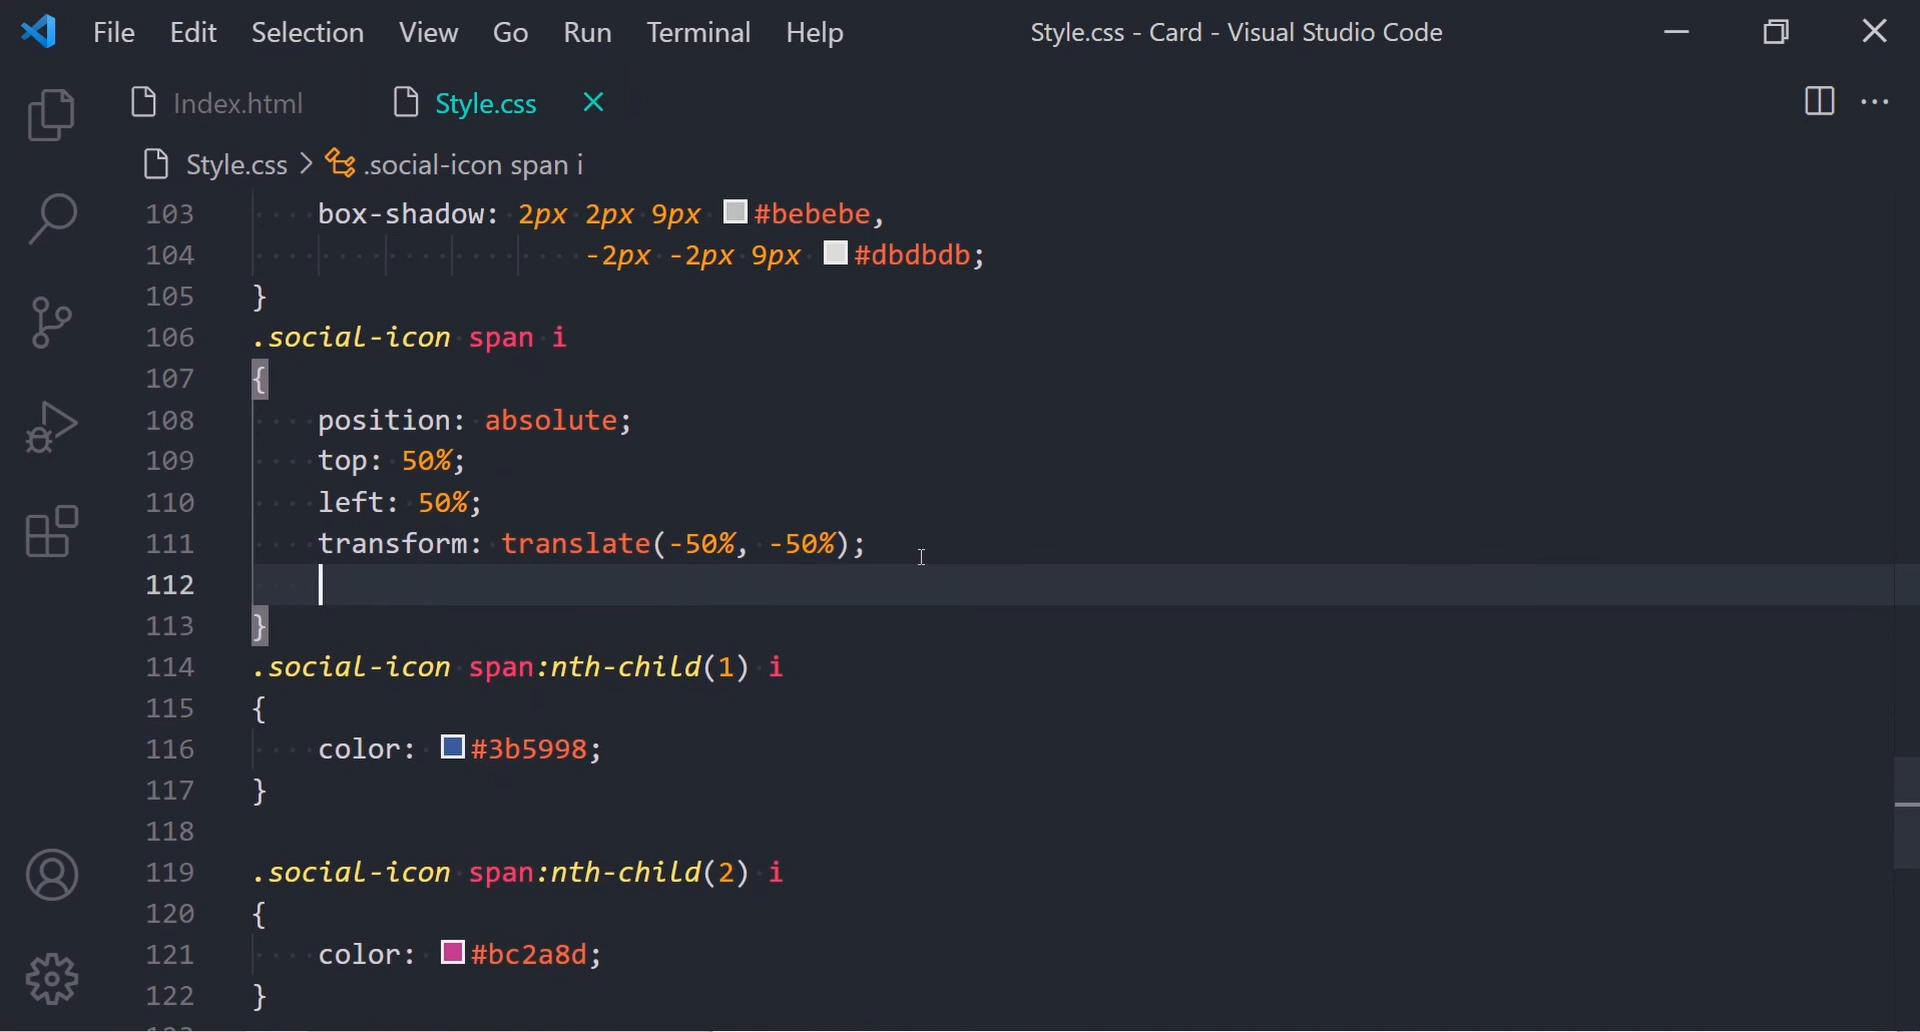 File Edit Selection View Go Run Terminal Help Style.css - Card - Visual Studio Code
Index.html Style.css
Style.css > .social-icon span i
103 box-shadow: 2px 2px 9px #bebebe,
104 -2px -2px 9px #dbdbdb;
105 }
106 .social-icon span i
107 {
108 position: absolute;
109 top: 50%;
110 left: 50%;
111 transform: translate(-50%, -50%);
112
113 }
114 .social-icon span:nth-child(1) i
115 {
116 color: #3b5998;
117 }
118
119 .social-icon span:nth-child(2) i
120 {
121 color: #bc2a8d;
122 }